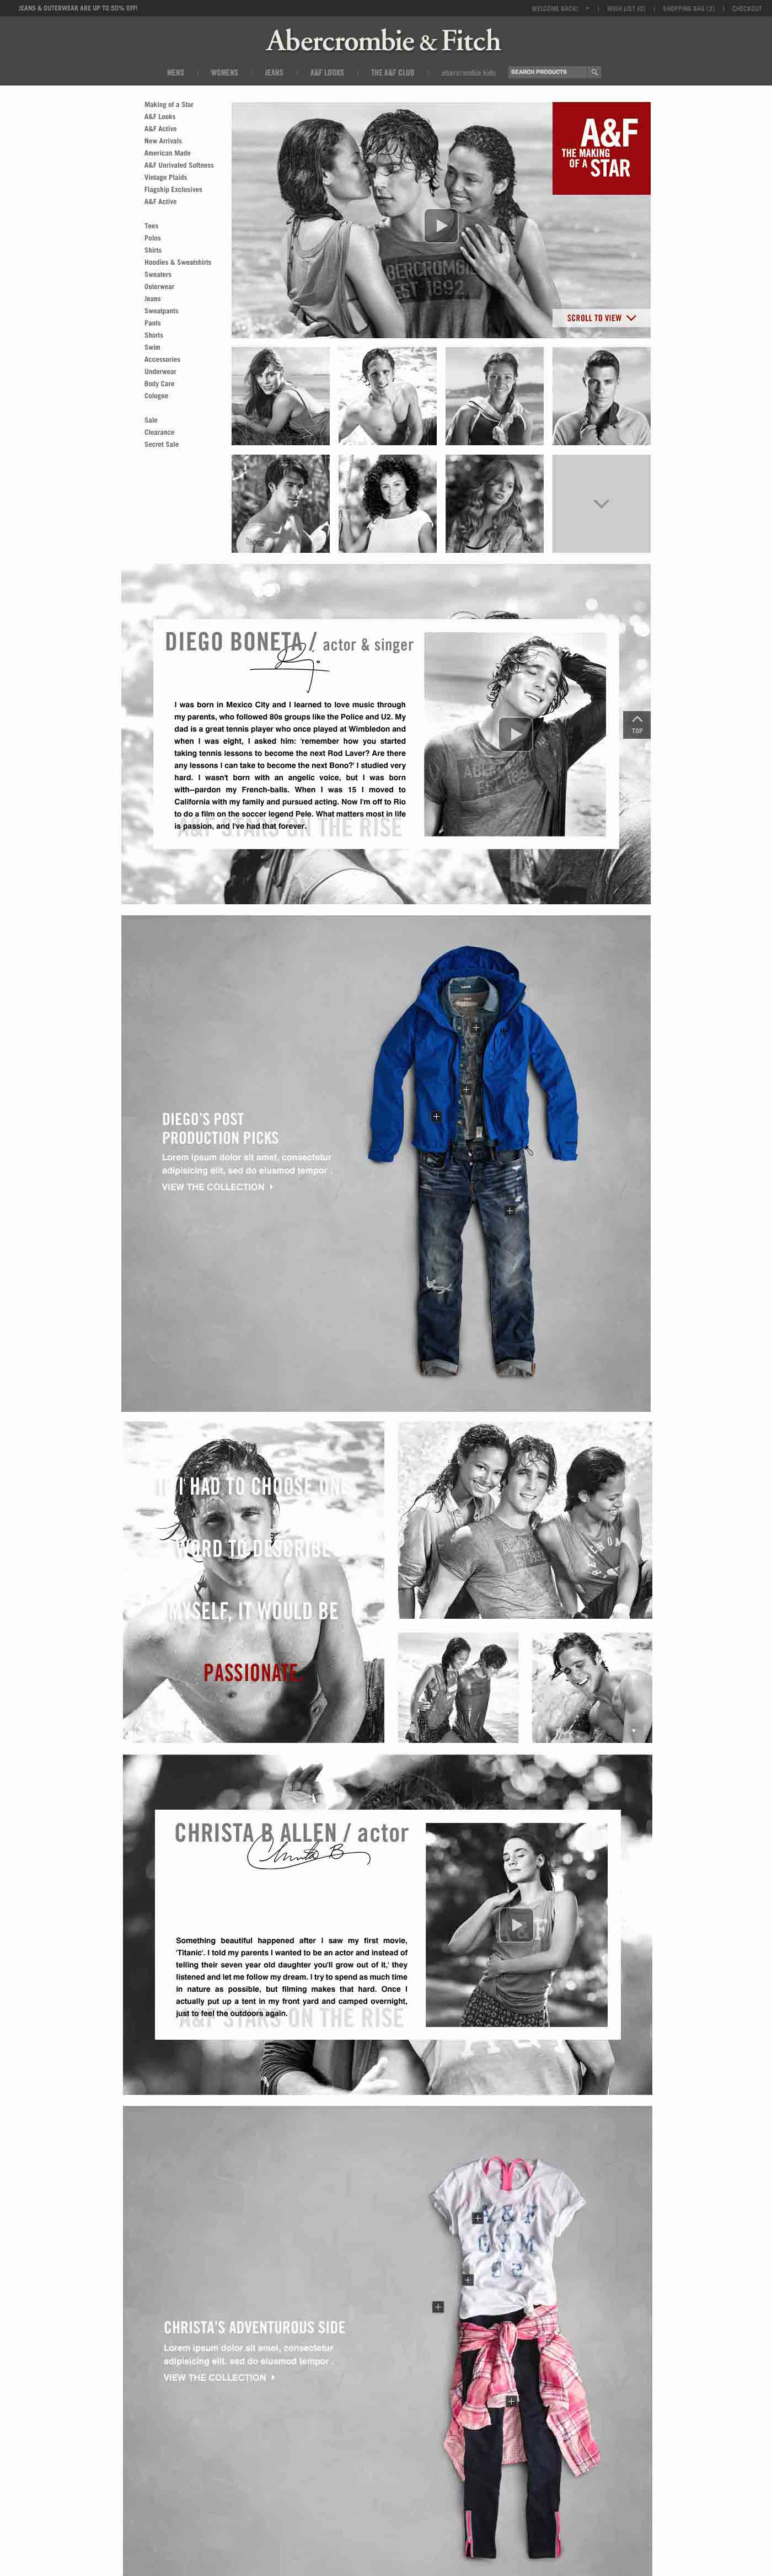 JEANS & OUTERWEAR ARE UP TO 50% OFF!
WELCOME BACK! | WISH LIST (0) | SHOPPING BAG (2) | CHECKOUT
Abercrombie & Fitch
MENS | WOMENS | JEANS | A&F LOOKS | THE A&F CLUB | abercrombie kids
SEARCH PRODUCTS
Making of a Star
A&F Looks
A&F Active
New Arrivals
American Made
A&F Unrivaled Softness
Vintage Plaids
Flagship Exclusives
A&F Active
Tees
Polos
Shirts
Hoodies & Sweatshirts
Sweaters
Outerwear
Jeans
Sweatpants
Pants
Shorts
Swim
Accessories
Underwear
Body Care
Cologne
Sale
Clearance
Secret Sale
A&F
THE MAKING
OF A STAR
EST 1892
SCROLL TO VIEW
DIEGO BONETA / actor & singer
I was born in Mexico City and I learned to love music through
my parents, who followed 80s groups like the Police and U2. My
dad is a great tennis player who once played at Wimbledon and
when I was eight, I asked him: 'remember how you started
taking tennis lessons to become the next Rod Laver? Are there
any lessons I can take to become the next Bono?' I studied very
hard. I wasn't born with an angelic voice, but I was born
with--pardon my French-balls. When I was 15 I moved to
California with my family and pursued acting. Now I'm off to Rio
to do a film on the soccer legend Pele. What matters most in life
is passion, and I've had that forever.
A&F STARS ON THE RISE
TOP
DIEGO'S POST
PRODUCTION PICKS
Lorem ipsum dolor sit amet, consectetur
adipisicing elit, sed do eiusmod tempor .
VIEW THE COLLECTION
IF I HAD TO CHOOSE ONE
WORD TO DESCRIBE
MYSELF, IT WOULD BE
PASSIONATE
CHRISTA B ALLEN / actor
Christa B
Something beautiful happened after I saw my first movie,
'Titanic'. I told my parents I wanted to be an actor and instead of
telling their seven year old daughter you'll grow out of it,' they
listened and let me follow my dream. I try to spend as much time
in nature as possible, but filming makes that hard. Once I
actually put up a tent in my front yard and camped overnight,
just to feel the outdoors again.
A&F STARS ON THE RISE
CHRISTA'S ADVENTUROUS SIDE
Lorem ipsum dolor sit amet, consectetur
adipisicing elit, sed do eiusmod tempor .
VIEW THE COLLECTION
A & F
GYM